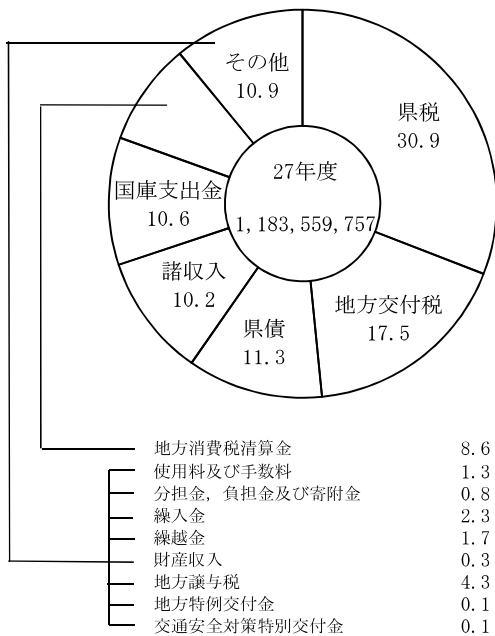 その他
10.9
県税
30.9
27年度
1,183,559,757
国庫支出金
10.6
諸収入
10.2
地方交付税
17.5
県債
11.3
地方消費税清算金 8.6
使用料及び手数料 1.3
分担金，負担金及び寄附金 0.8
繰入金 2.3
繰越金 1.7
財産収入 0.3
地方譲与税 4.3
地方特例交付金 0.1
交通安全対策特別交付金 0.1